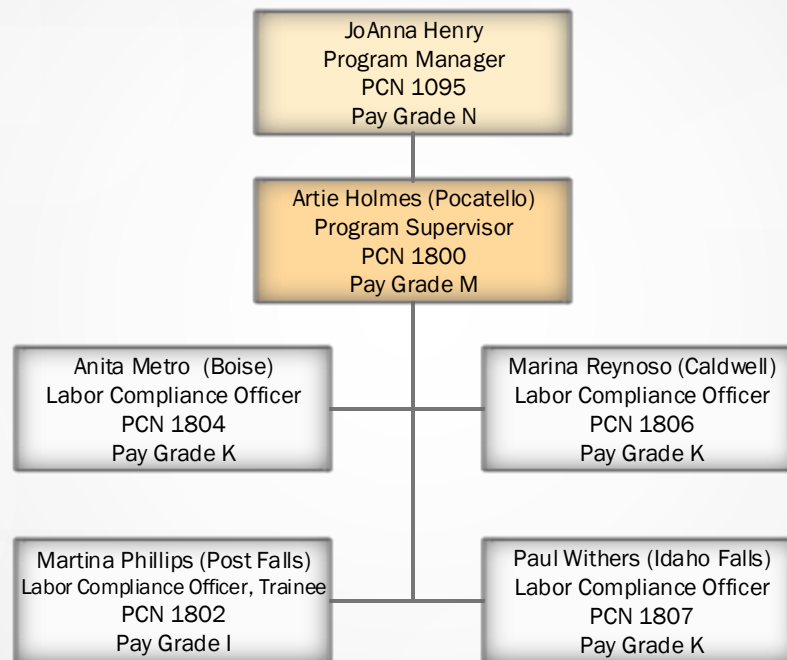 JoAnna Henry
Program Manager
PCN 1095
Pay Grade N
Artie Holmes (Pocatello)
Program Supervisor
PCN 1800
Pay Grade M
Anita Metro  (Boise)
Labor Compliance Officer
PCN 1804
Pay Grade K
Marina Reynoso (Caldwell)
Labor Compliance Officer
PCN 1806
Pay Grade K
Martina Phillips (Post Falls)
Labor Compliance Officer, Trainee
PCN 1802
Pay Grade I
Paul Withers (Idaho Falls)
Labor Compliance Officer
PCN 1807
Pay Grade K